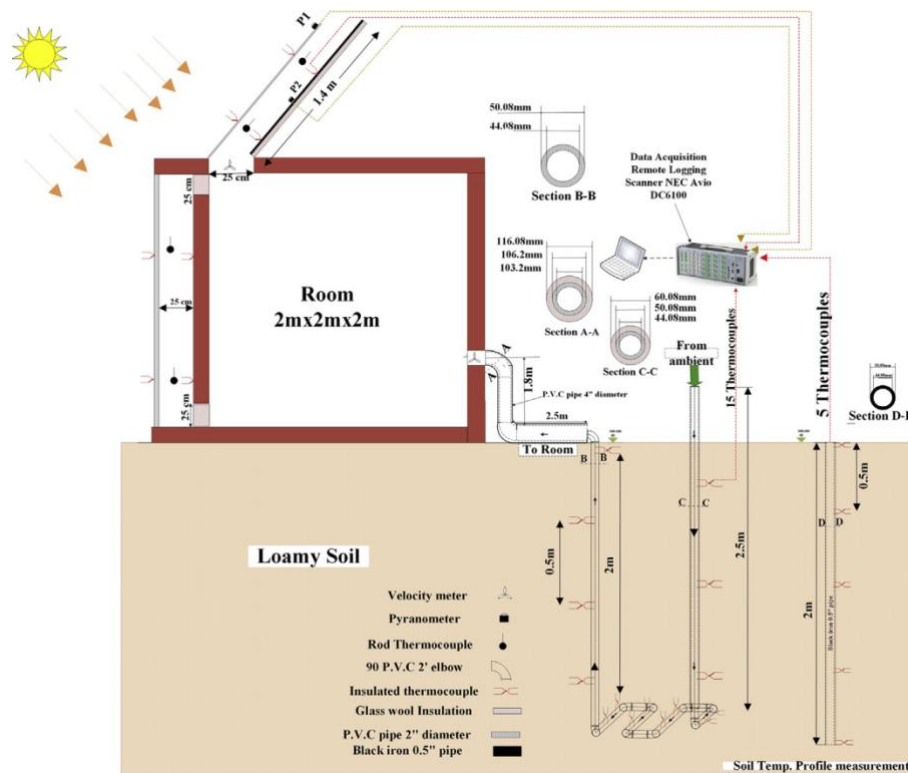 P1
P2
1.4 m
25 cm
25 cm
25 cm
25 cm
Room
2mx2mx2m
50.08mm
44.08mm
Section B-B
Data Acquisition
Remote Logging
Scanner NEC Avio
DC6100
116.08mm
106.2mm
103.2mm
Section A-A
60.08mm
50.08mm
44.08mm
Section C-C
From
ambient
15 Thermocouples
5 Thermocouples
Section D-D
A
A
1.8m
P.V.C pipe 4" diameter
2.5m
To Room
B
B
C
C
D
D
0.5m
2m
2.5m
0.5m
2m
Black iron 0.5" pipe
Loamy Soil
Velocity meter
Pyranometer
Rod Thermocouple
90 P.V.C 2' elbow
Insulated thermocouple
Glass wool Insulation
P.V.C pipe 2" diameter
Black iron 0.5" pipe
Soil Temp. Profile measurement